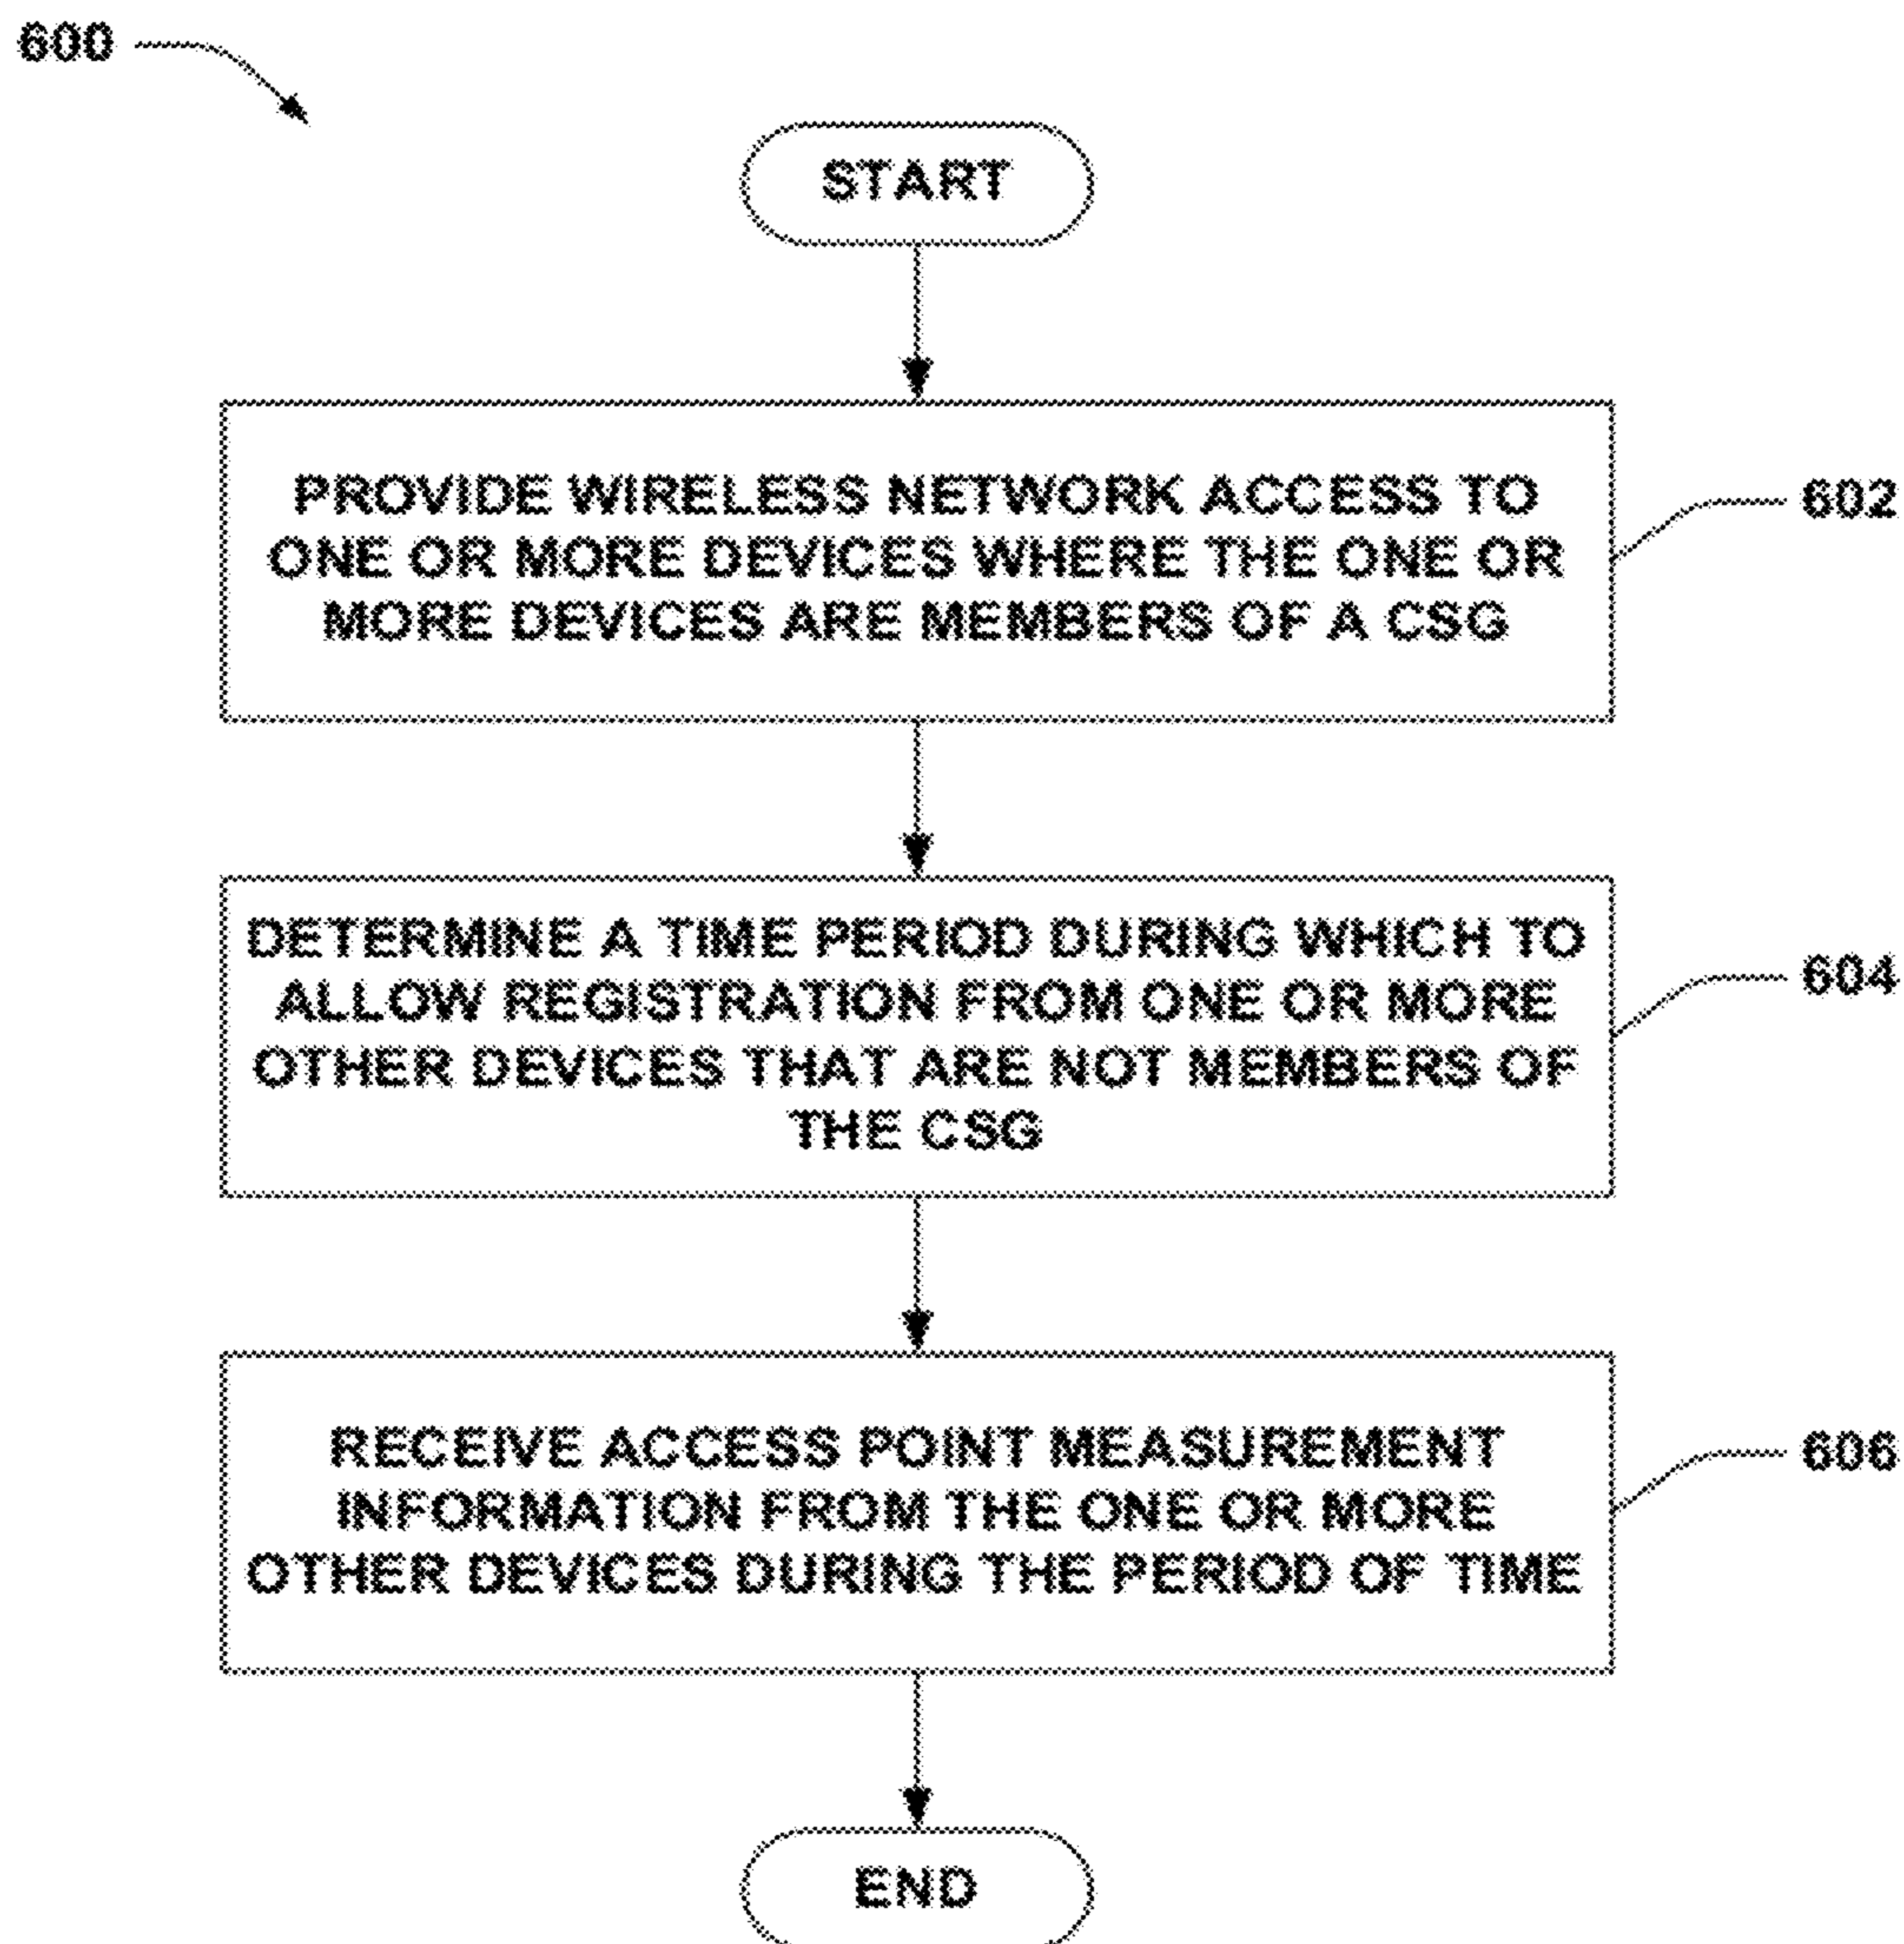 600
START
PROVIDE WIRELESS NETWORK ACCESS TO
ONE OR MORE DEVICES WHERE THE ONE OR
MORE DEVICES ARE MEMBERS OF A CSG
602
DETERMINE A TIME PERIOD DURING WHICH TO
ALLOW REGISTRATION FROM ONE OR MORE
OTHER DEVICES THAT ARE NOT MEMBERS OF
THE CSG
604
RECEIVE ACCESS POINT MEASUREMENT
INFORMATION FROM THE ONE OR MORE
OTHER DEVICES DURING THE PERIOD OF TIME
606
END